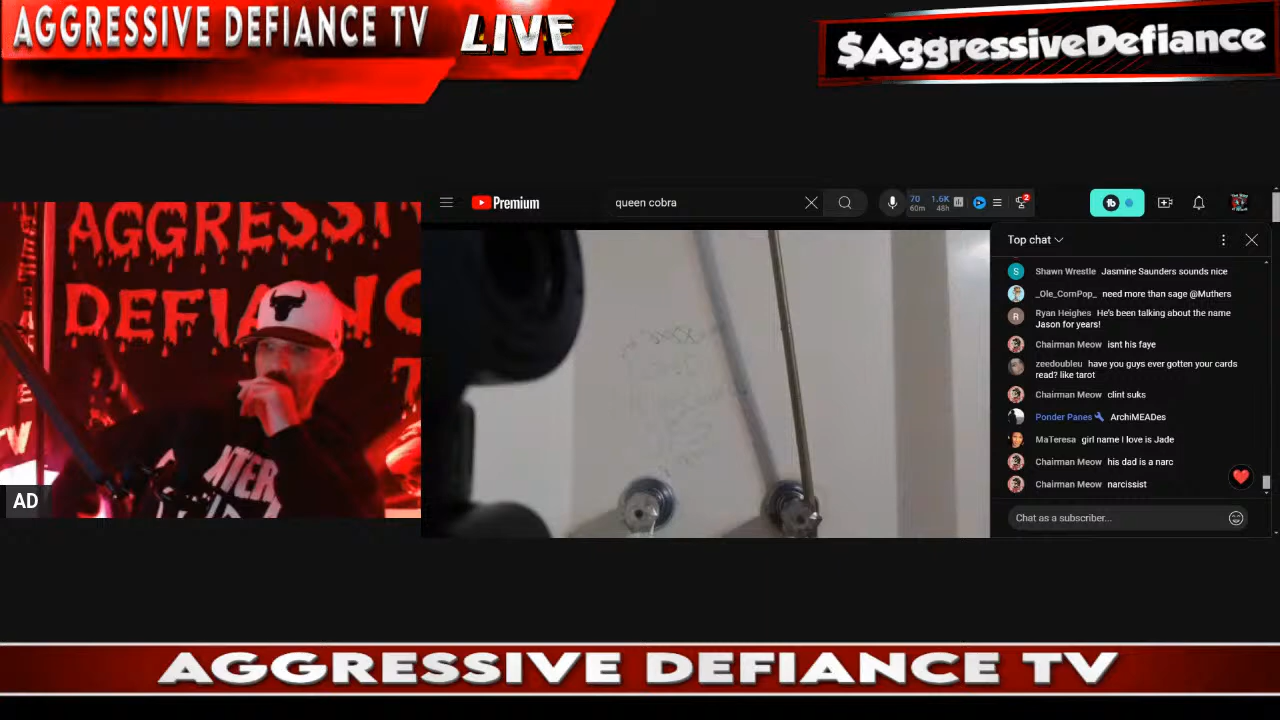 AGGRESSIVE DEFIANCE TV
LIVE
$AggressiveDefiance
Premium
queen cobra
70
60m
1.6K
48h
2
Top chat
AGGRESSI
DEFIANC
T
AD
Shawn Wrestle Jasmine Saunders sounds nice
_Ole_CornPop_ need more than sage @Muthers
Ryan Heighes He's been talking about the name
Jason for years!
Chairman Meow isnt his faye
zeedoubleu have you guys ever gotten your cards
read? like tarot
Chairman Meow clint suks
Ponder Panes ArchiMEADes
MaTeresa girl name I love is Jade
Chairman Meow his dad is a narc
Chairman Meow narcissist
Chat as a subscriber...
AGGRESSIVE DEFIANCE TV